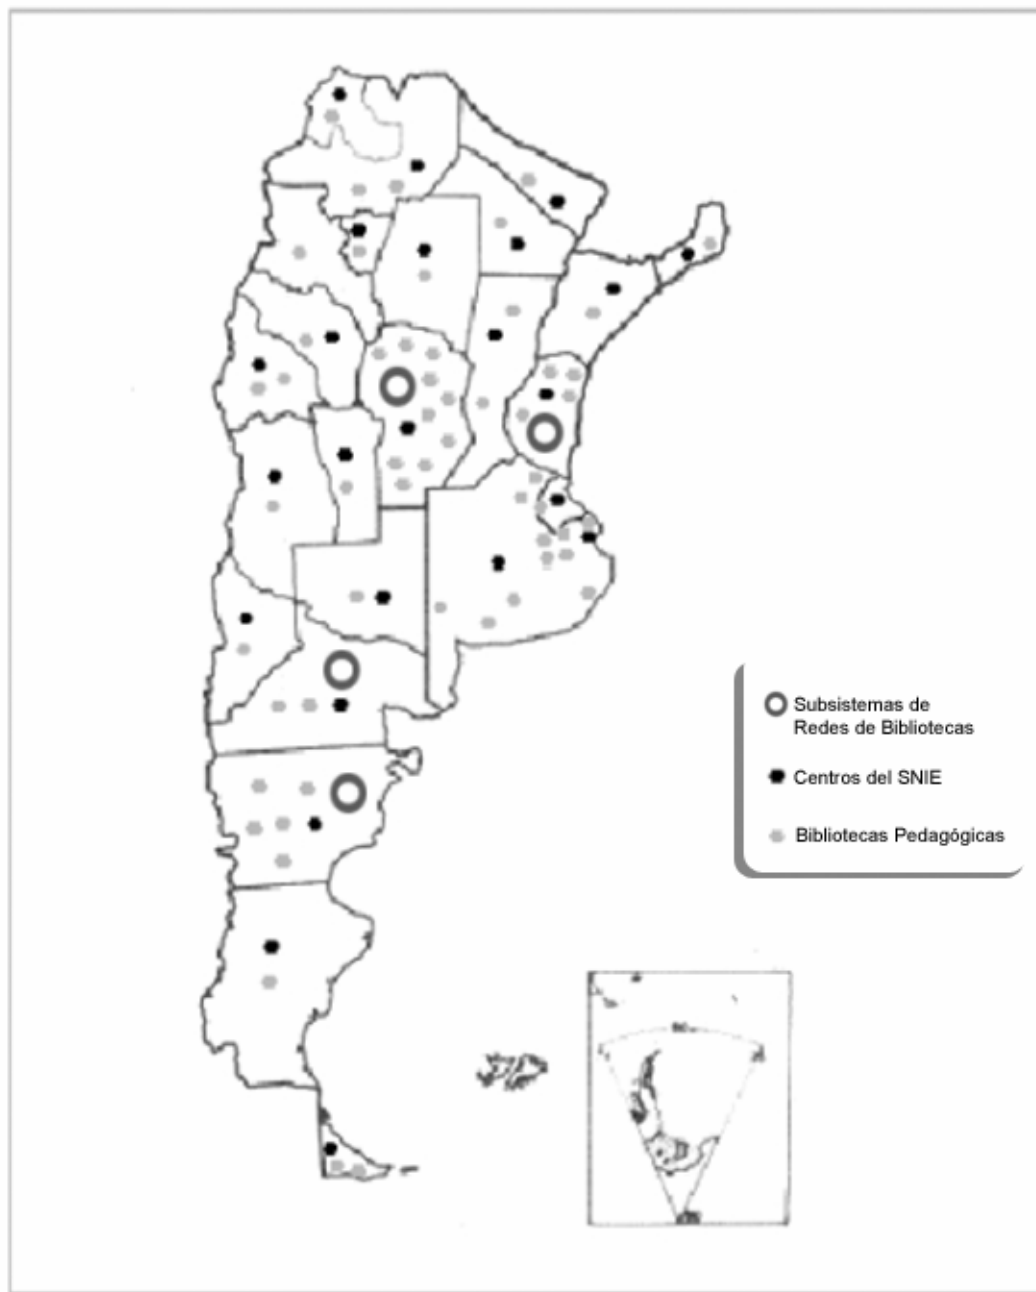 Subsistemas de
Redes de Bibliotecas
Centros del SNIE
Bibliotecas Pedagógicas